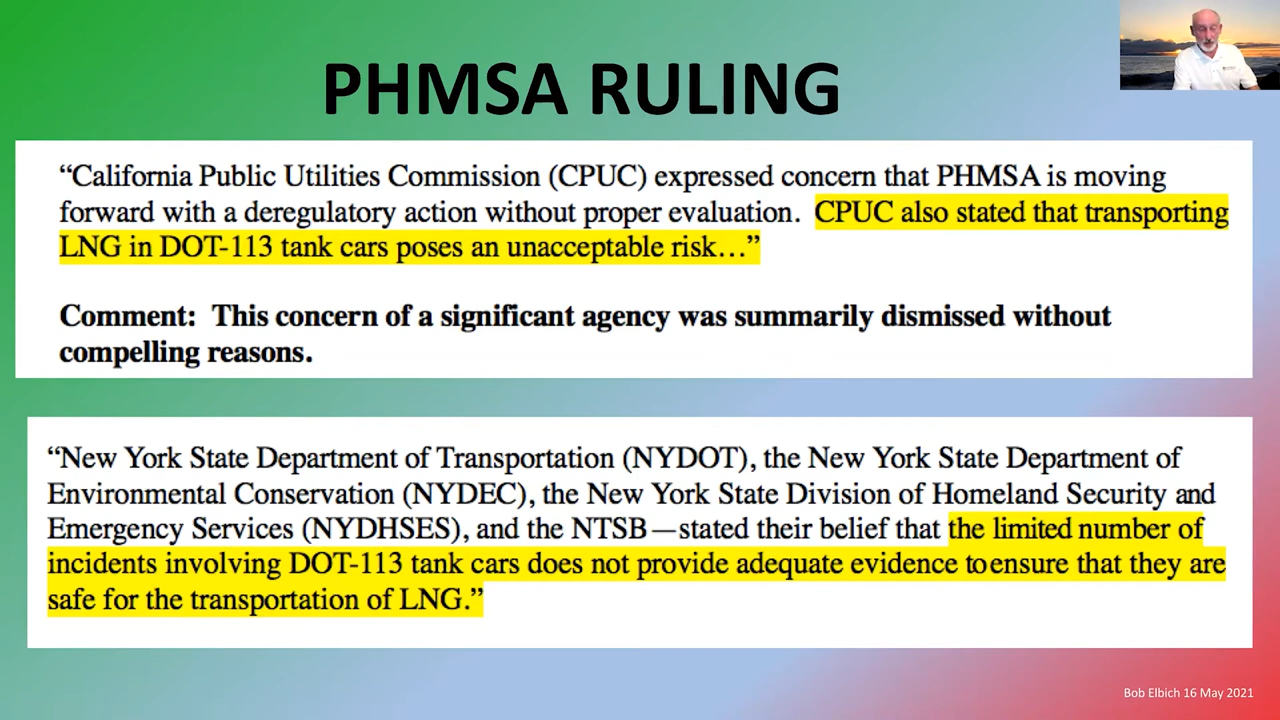 PHMSA RULING
“California Public Utilities Commission (CPUC) expressed concern that PHMSA is moving
forward with a deregulatory action without proper evaluation. CPUC also stated that transporting
LNG in DOT-113 tank cars poses an unacceptable risk…”
Comment: This concern of a significant agency was summarily dismissed without
compelling reasons.
“New York State Department of Transportation (NYDOT), the New York State Department of
Environmental Conservation (NYDEC), the New York State Division of Homeland Security and
Emergency Services (NYDHSES), and the NTSB—stated their belief that the limited number of
incidents involving DOT-113 tank cars does not provide adequate evidence to ensure that they are
safe for the transportation of LNG.”
Bob Elbich 16 May 2021